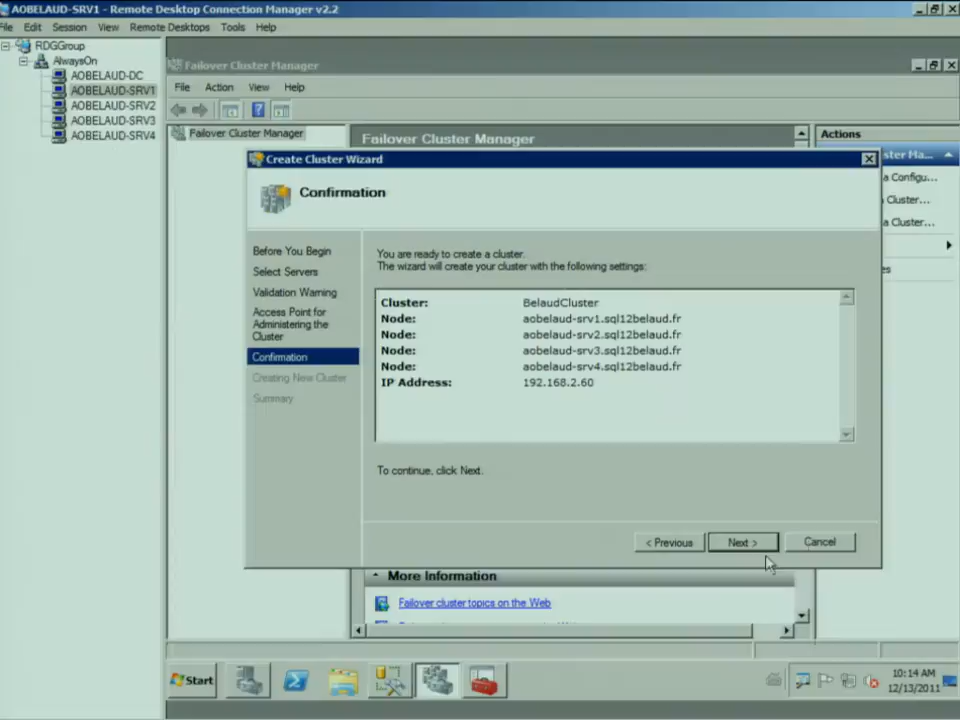 AOBELAUD-SRV1 - Remote Desktop Connection Manager v2.2
File Edit Session View Remote Desktops Tools Help
RDGGroup
AlwaysOn
AOBELAUD-DC
AOBELAUD-SRV1
AOBELAUD-SRV2
AOBELAUD-SRV3
AOBELAUD-SRV4
Failover Cluster Manager
File Action View Help
Failover Cluster Manager
Failover Cluster Manager
Actions
ster Ma...
a Configu...
a Cluster...
a Cluster...
es
Create Cluster Wizard
Confirmation
Before You Begin
Select Servers
Validation Warning
Access Point for
Administering the
Cluster
Confirmation
Creating New Cluster
Summary
You are ready to create a cluster.
The wizard will create your cluster with the following settings:
Cluster: BelaudCluster
Node: aobelaud-srv1.sql12belaud.fr
Node: aobelaud-srv2.sql12belaud.fr
Node: aobelaud-srv3.sql12belaud.fr
Node: aobelaud-srv4.sql12belaud.fr
IP Address: 192.168.2.60
To continue, click Next.
< Previous Next > Cancel
More Information
Failover cluster topics on the Web
Start
10:14 AM
12/13/2011